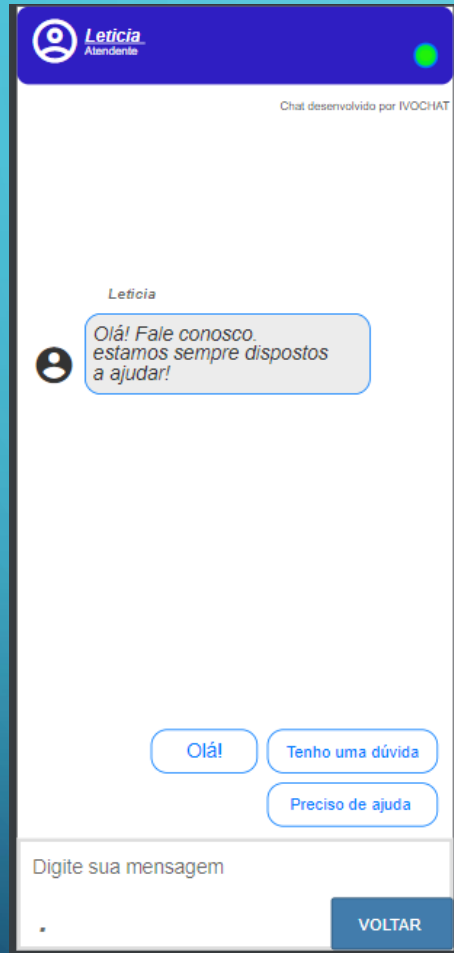 Leticia
Atendente
Chat desenvolvido por IVOCHAT
Leticia
Olá! Fale conosco.
estamos sempre dispostos
a ajudar!
Olá!
Tenho uma dúvida
Preciso de ajuda
Digite sua mensagem
VOLTAR